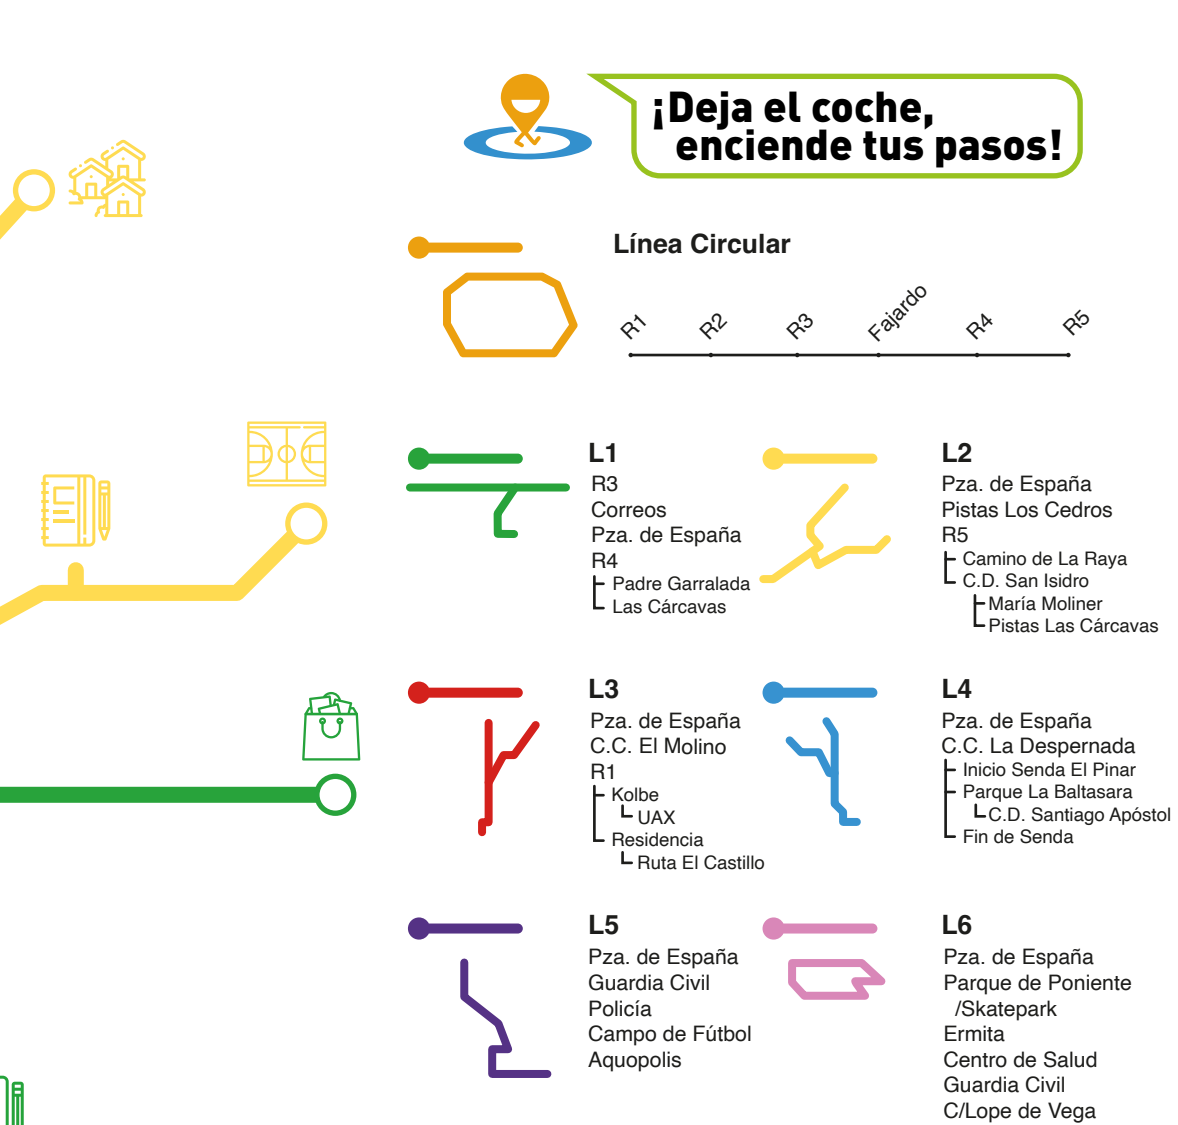 ¡Deja el coche,
enciende tus pasos!
Línea Circular
R1 R2 R3 Fajardo R4 R5
L1
R3
Correos
Pza. de España
R4
Padre Garralada
Las Cárcavas
L2
Pza. de España
Pistas Los Cedros
R5
Camino de La Raya
C.D. San Isidro
María Moliner
Pistas Las Cárcavas
L3
Pza. de España
C.C. El Molino
R1
Kolbe
UAX
Residencia
Ruta El Castillo
L4
Pza. de España
C.C. La Despernada
Inicio Senda El Pinar
Parque La Baltasara
C.D. Santiago Apóstol
Fin de Senda
L5
Pza. de España
Guardia Civil
Policía
Campo de Fútbol
Aquopolis
L6
Pza. de España
Parque de Poniente
/Skatepark
Ermita
Centro de Salud
Guardia Civil
C/Lope de Vega